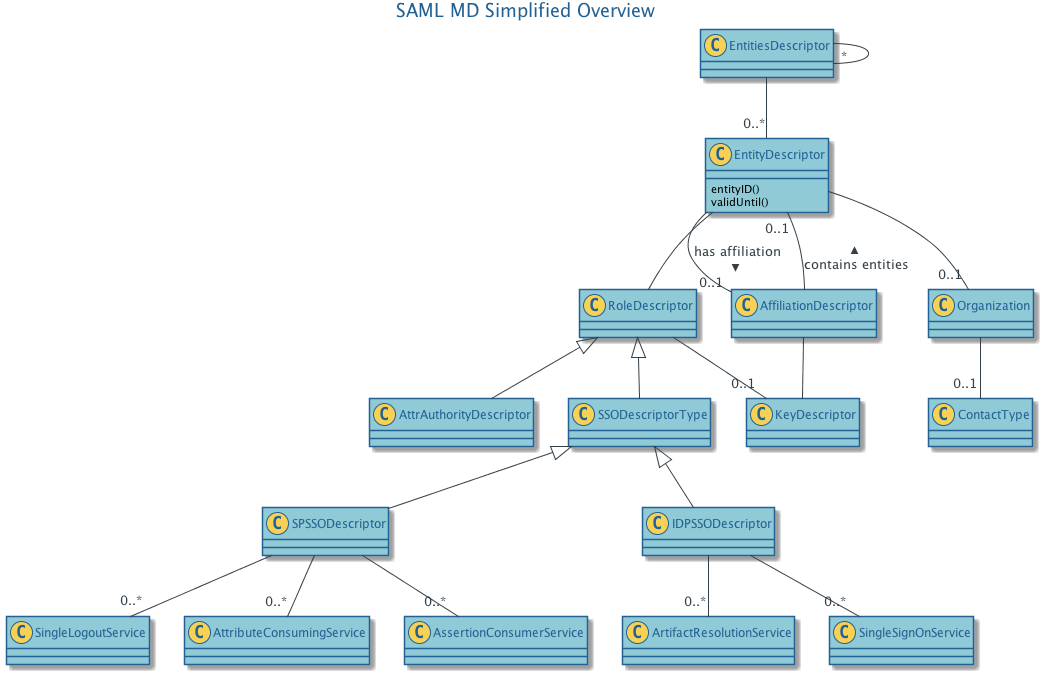 SAML MD Simplified Overview
C EntitiesDescriptor
*
0..*
C EntityDescriptor
entityID()
validUntil()
0..1
has affiliation
▼
▲
contains entities
0..1
0..1
C RoleDescriptor
C AffiliationDescriptor
C Organization
0..1
0..1
C AttrAuthorityDescriptor
C SSODescriptorType
C KeyDescriptor
C ContactType
C SPSSODescriptor
C IDPSSODescriptor
0..*
0..*
0..*
0..*
0..*
C SingleLogoutService
C AttributeConsumingService
C AssertionConsumerService
C ArtifactResolutionService
C SingleSignOnService